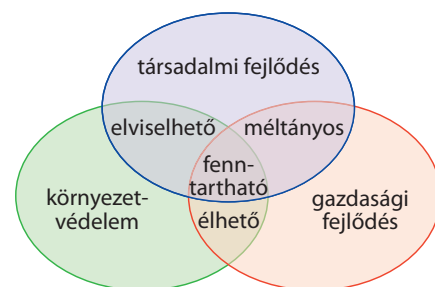 társadalmi fejlődés
elviselhető
méltányos
fenn-
tartható
környezet-
védelem
élhető
gazdasági
fejlődés